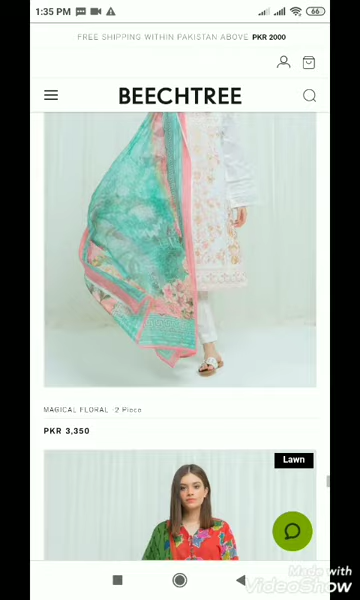 1:35 PM
66
FREE SHIPPING WITHIN PAKISTAN ABOVE PKR 2000
BEECHTREE
MAGICAL FLORAL -2 Piece
PKR 3,350
Lawn
Made with
VideoShow